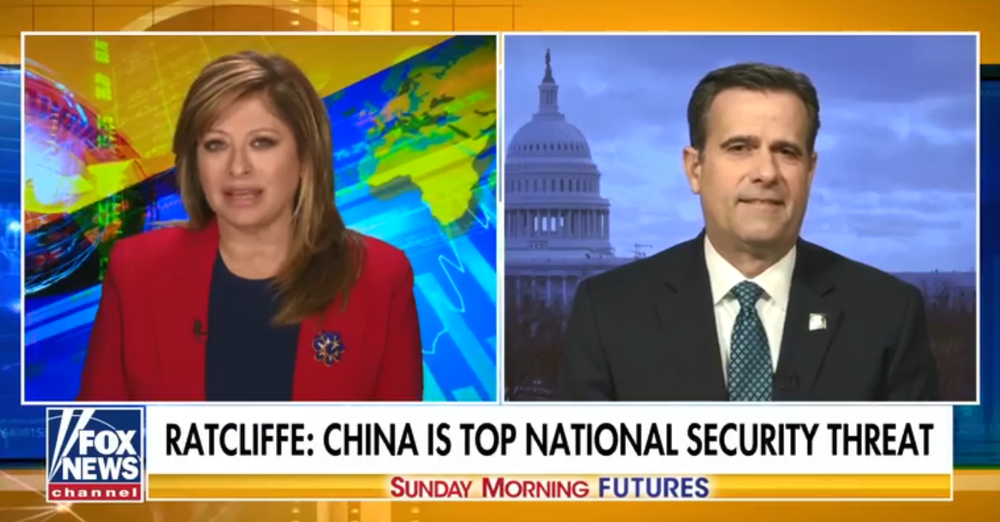 FOX
NEWS
channel
RATCLIFFE: CHINA IS TOP NATIONAL SECURITY THREAT
SUNDAY MORNING FUTURES